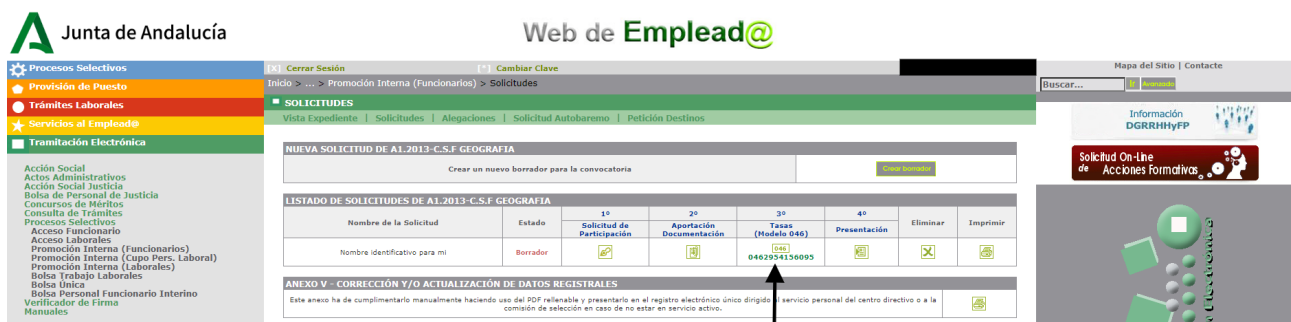 Junta de Andalucía
Web de Emplead@
Procesos Selectivos
Provisión de Puesto
Trámites Laborales
Servicios al Emplead@
Tramitación Electrónica
Acción Social
Actos Administrativos
Acción Social Justicia
Bolsa de Personal de Justicia
Concursos de Méritos
Consulta de Trámites
Procesos Selectivos
Acceso Funcionario
Acceso Laborales
Promoción Interna (Funcionarios)
Promoción Interna (Cupo Pers. Laboral)
Promoción Interna (Laborales)
Bolsa Trabajo Laborales
Bolsa Única
Bolsa Personal Funcionario Interino
Verificador de Firma
Manuales
[X] Cerrar Sesión [*] Cambiar Clave
Inicio > ... > Promoción Interna (Funcionarios) > Solicitudes
SOLICITUDES
Vista Expediente | Solicitudes | Alegaciones | Solicitud Autobaremo | Petición Destinos
NUEVA SOLICITUD DE A1.2013-C.S.F GEOGRAFIA
Crear un nuevo borrador para la convocatoria Crear borrador
LISTADO DE SOLICITUDES DE A1.2013-C.S.F GEOGRAFIA
Nombre de la Solicitud Estado 1º Solicitud de Participación 2º Aportación Documentación 3º Tasas (Modelo 046) 4º Presentación Eliminar Imprimir
Nombre identificativo para mi Borrador 046 0462954156095
ANEXO V - CORRECCIÓN Y/O ACTUALIZACIÓN DE DATOS REGISTRALES
Este anexo ha de cumplimentarlo manualmente haciendo uso del PDF rellenable y presentarlo en el registro electrónico único dirigido al servicio personal del centro directivo o a la
comisión de selección en caso de no estar en servicio activo.
Mapa del Sitio | Contacte
Buscar... Ir Avanzado
Información
DGRRHHyFP
Solicitud On-Line
de Acciones Formativas